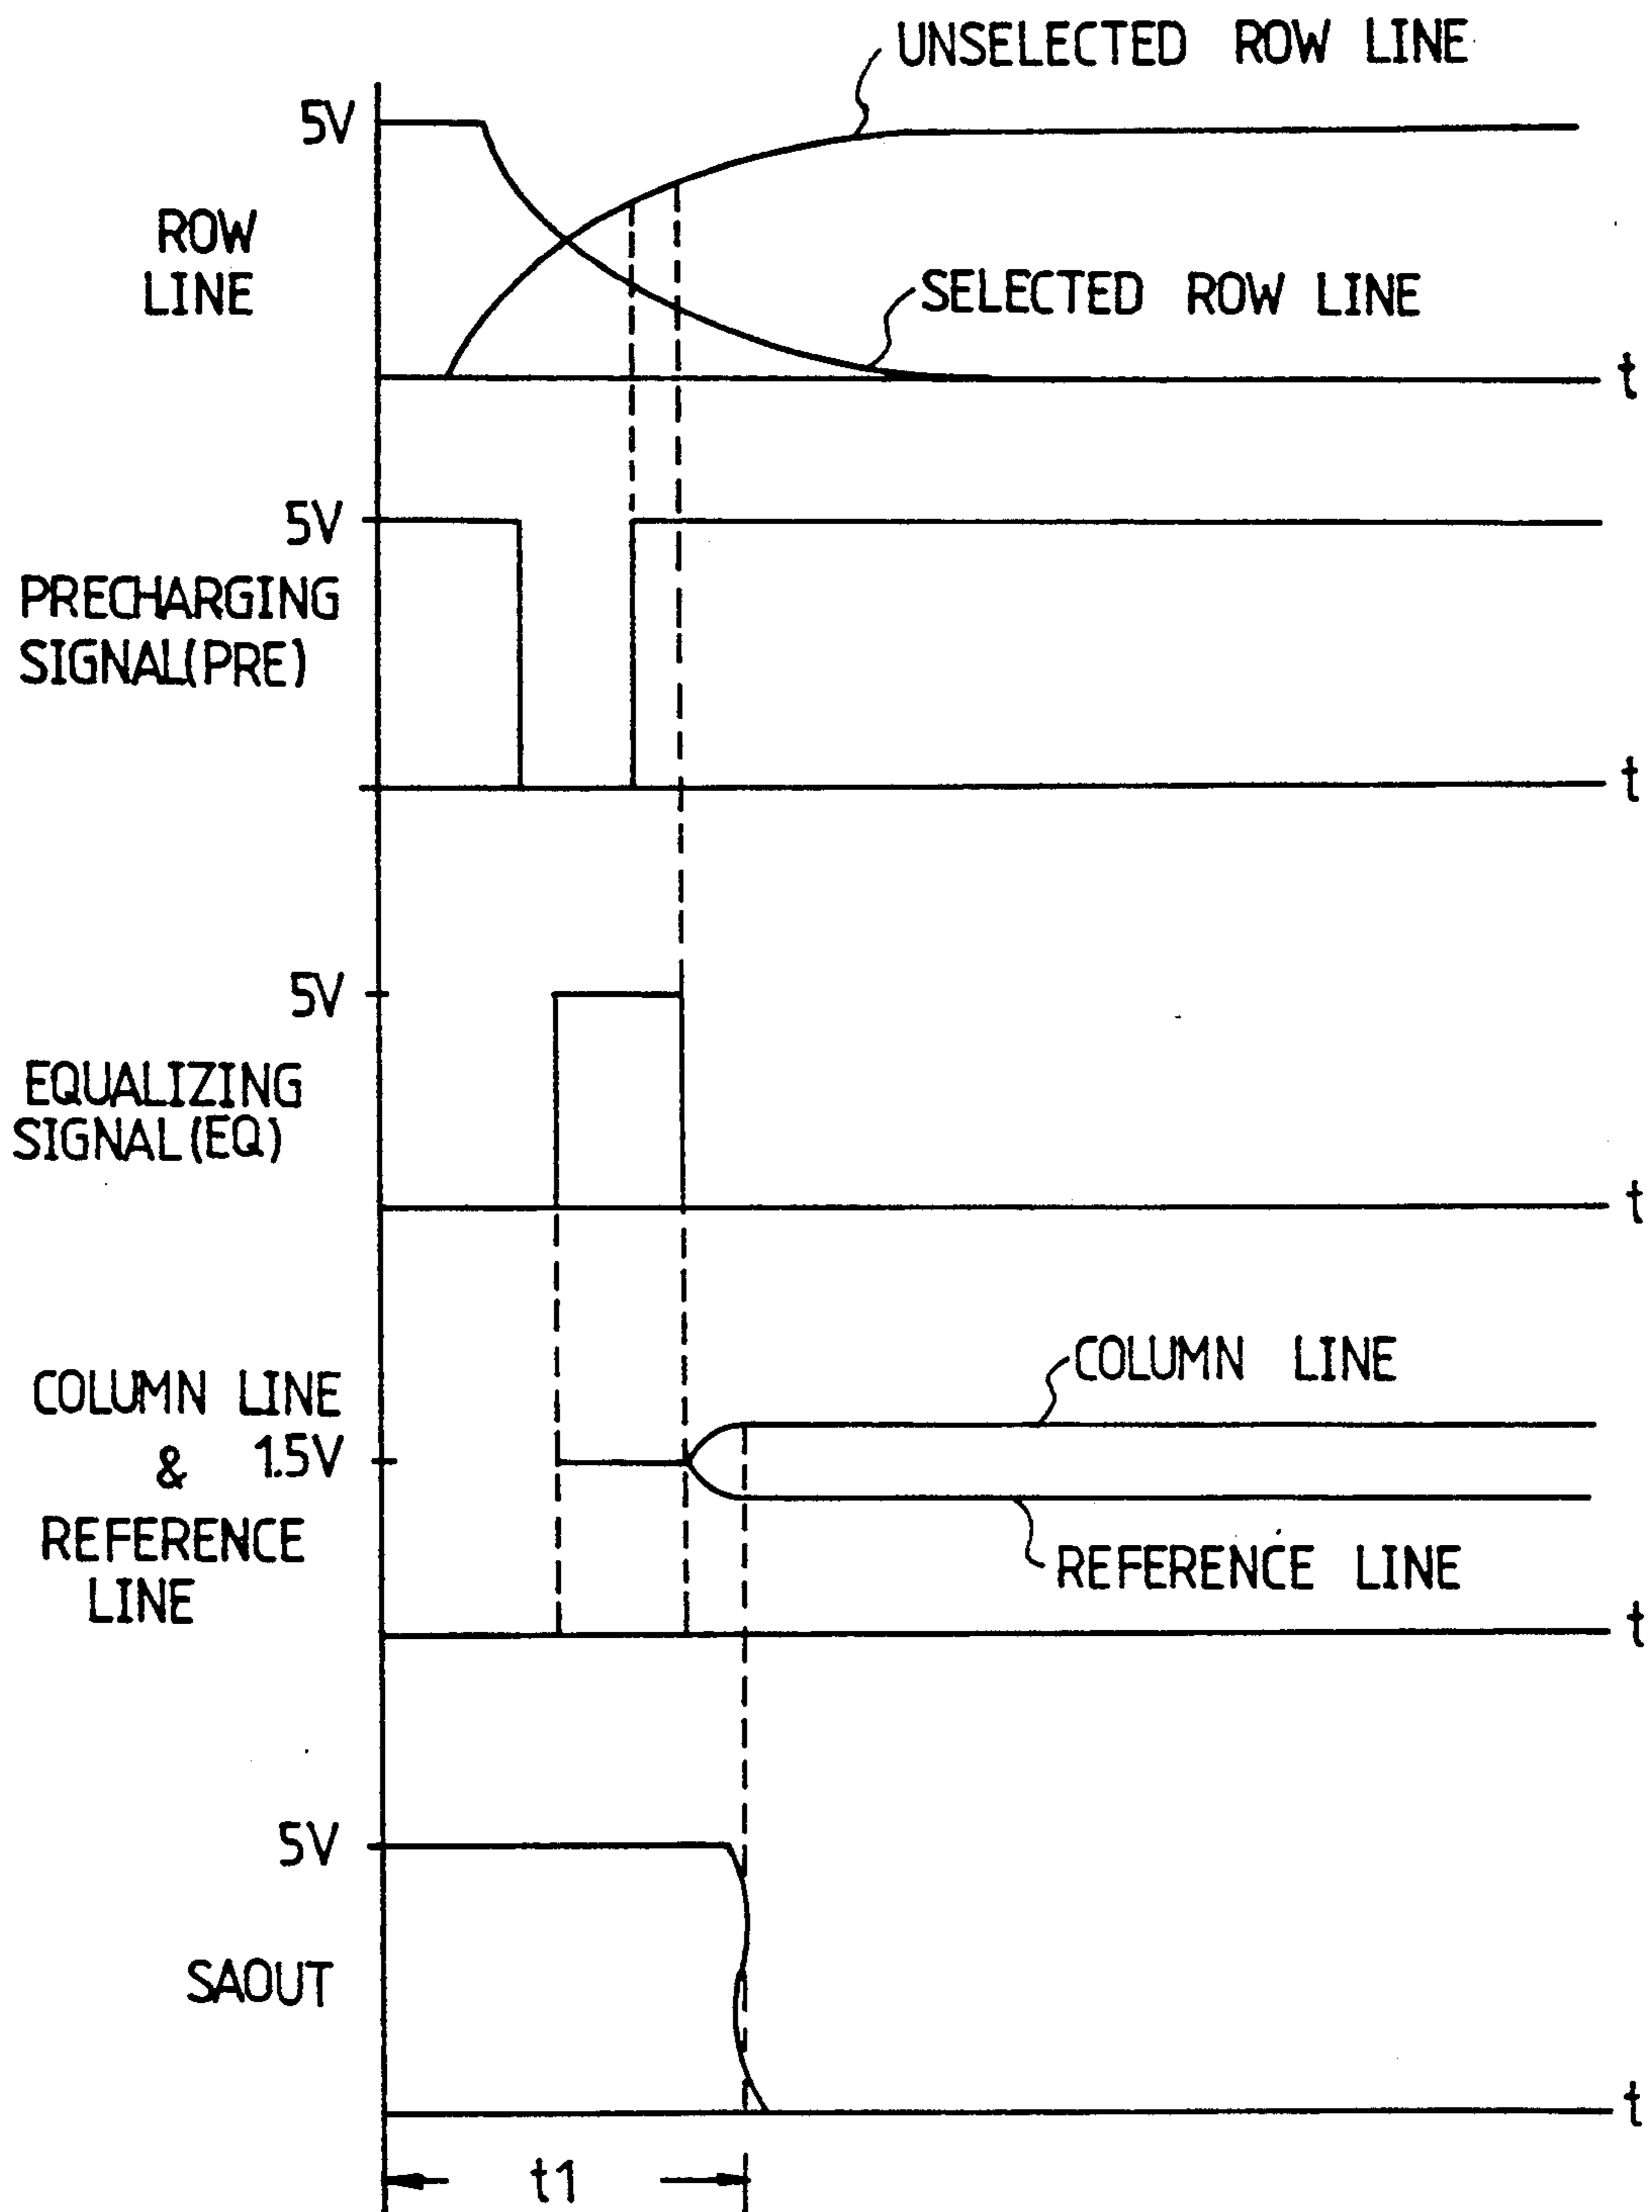 UNSELECTED ROW LINE
5V
ROW
LINE
SELECTED ROW LINE
t
5V
PRECHARGING
SIGNAL(PRE)
t
5V
EQUALIZING
SIGNAL(EQ)
t
COLUMN LINE
COLUMN LINE
& 1.5V
REFERENCE
LINE
REFERENCE LINE
t
5V
SAOUT
t
t1